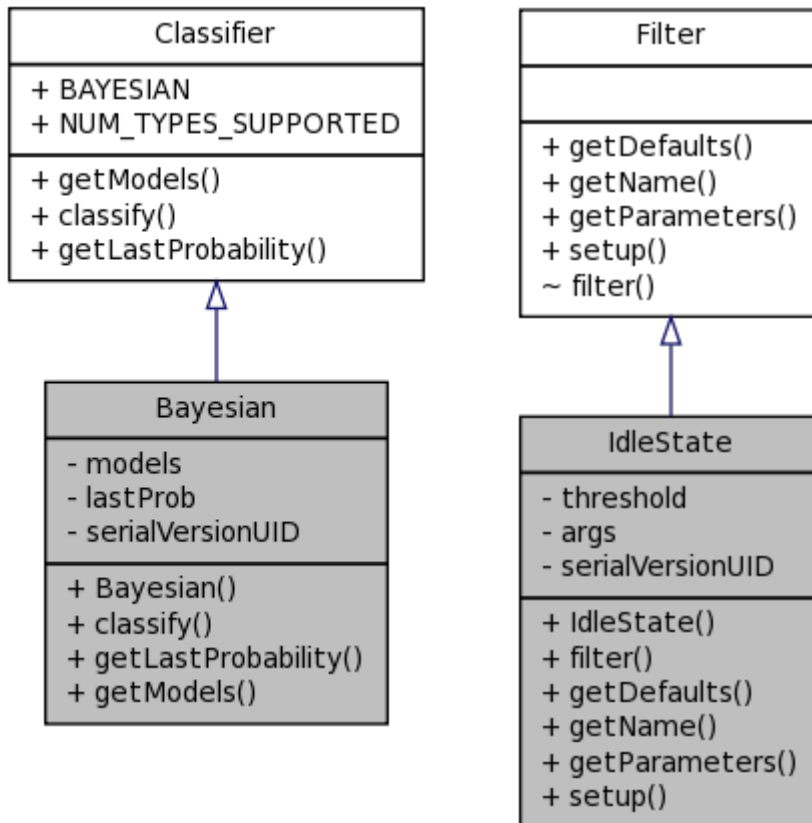 Classifier
+ BAYESIAN
+ NUM_TYPES_SUPPORTED
+ getModels()
+ classify()
+ getLastProbability()
Bayesian
- models
- lastProb
- serialVersionUID
+ Bayesian()
+ classify()
+ getLastProbability()
+ getModels()
Filter
+ getDefaults()
+ getName()
+ getParameters()
+ setup()
~ filter()
IdleState
- threshold
- args
- serialVersionUID
+ IdleState()
+ filter()
+ getDefaults()
+ getName()
+ getParameters()
+ setup()